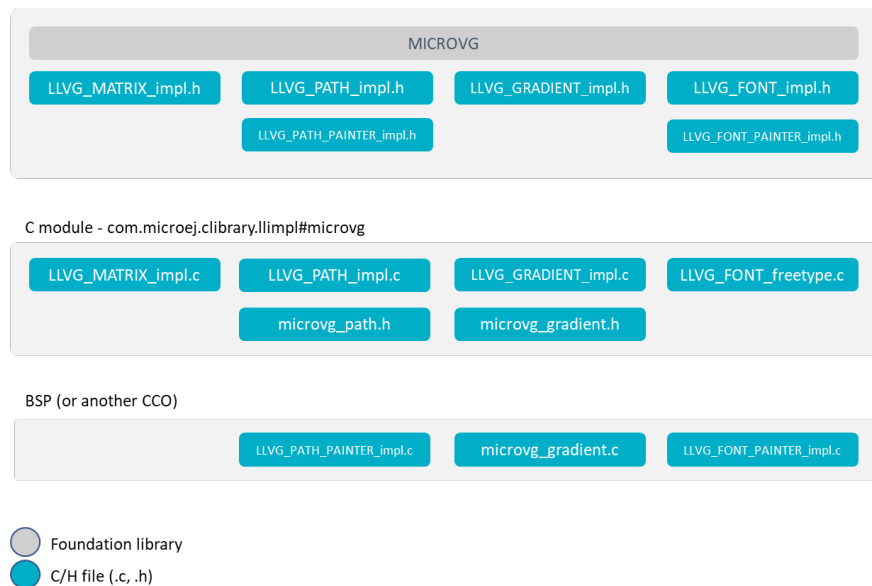 MICROVG
LLVG_MATRIX_impl.h LLVG_PATH_impl.h LLVG_GRADIENT_impl.h LLVG_FONT_impl.h
LLVG_PATH_PAINTER_impl.h LLVG_FONT_PAINTER_impl.h
C module - com.microej.clibrary.llimpl#microvg
LLVG_MATRIX_impl.c LLVG_PATH_impl.c LLVG_GRADIENT_impl.c LLVG_FONT_freetype.c
microvg_path.h microvg_gradient.h
BSP (or another CCO)
LLVG_PATH_PAINTER_impl.c microvg_gradient.c LLVG_FONT_PAINTER_impl.c
Foundation library
C/H file (.c, .h)